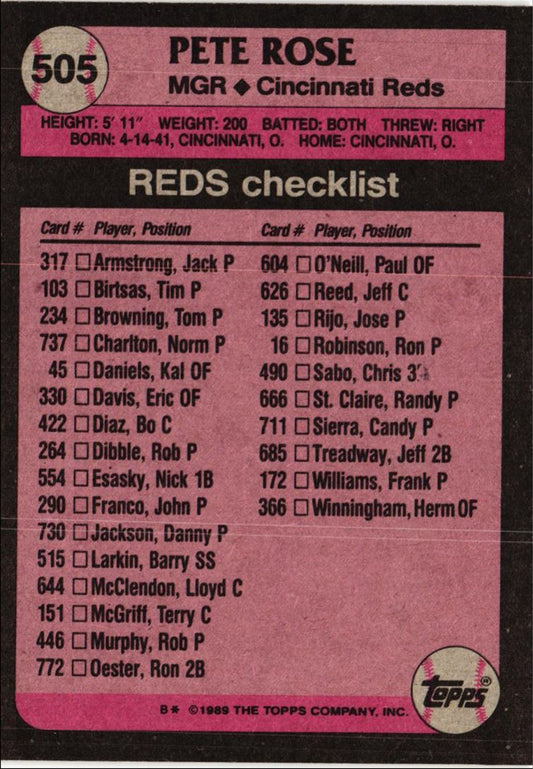 505
PETE ROSE
MGR ◆ Cincinnati Reds
HEIGHT: 5' 11" WEIGHT: 200 BATTED: BOTH THREW: RIGHT
BORN: 4-14-41, CINCINNATI, O. HOME: CINCINNATI, O.
REDS checklist
Card # Player, Position
317 □ Armstrong, Jack P
103 □ Birtsas, Tim P
234 □ Browning, Tom P
737 □ Charlton, Norm P
45 □ Daniels, Kal OF
330 □ Davis, Eric OF
422 □ Diaz, Bo C
264 □ Dibble, Rob P
554 □ Esasky, Nick 1B
290 □ Franco, John P
730 □ Jackson, Danny P
515 □ Larkin, Barry SS
644 □ McClendon, Lloyd C
151 □ McGriff, Terry C
446 □ Murphy, Rob P
772 □ Oester, Ron 2B
Card # Player, Position
604 □ O'Neill, Paul OF
626 □ Reed, Jeff C
135 □ Rijo, Jose P
16 □ Robinson, Ron P
490 □ Sabo, Chris
666 □ St. Claire, Randy P
711 □ Sierra, Candy P
685 □ Treadway, Jeff 2B
172 □ Williams, Frank P
366 □ Winningham, Herm OF
B* ©1989 THE TOPPS COMPANY, INC.
topps®